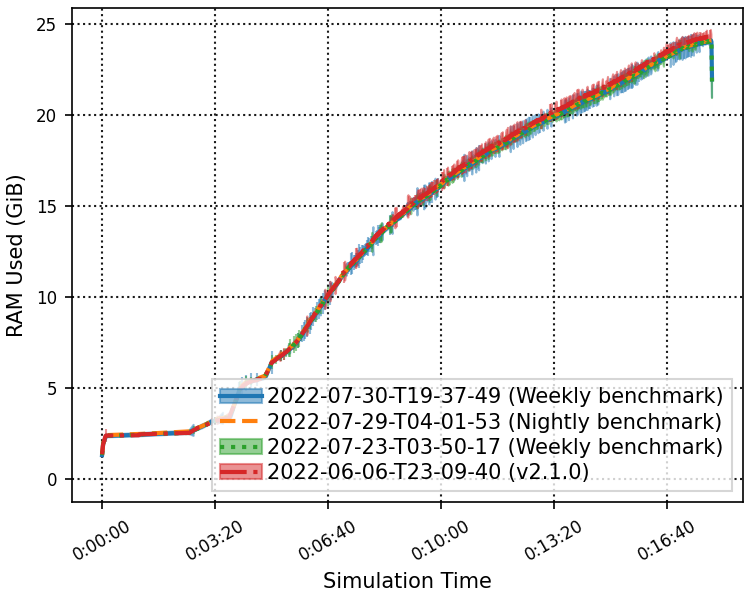 25
20
15
10
5
0
RAM Used (GiB)
2022-07-30-T19-37-49 (Weekly benchmark)
2022-07-29-T04-01-53 (Nightly benchmark)
2022-07-23-T03-50-17 (Weekly benchmark)
2022-06-06-T23-09-40 (v2.1.0)
0:00:00
0:03:20
0:06:40
0:10:00
0:13:20
0:16:40
Simulation Time